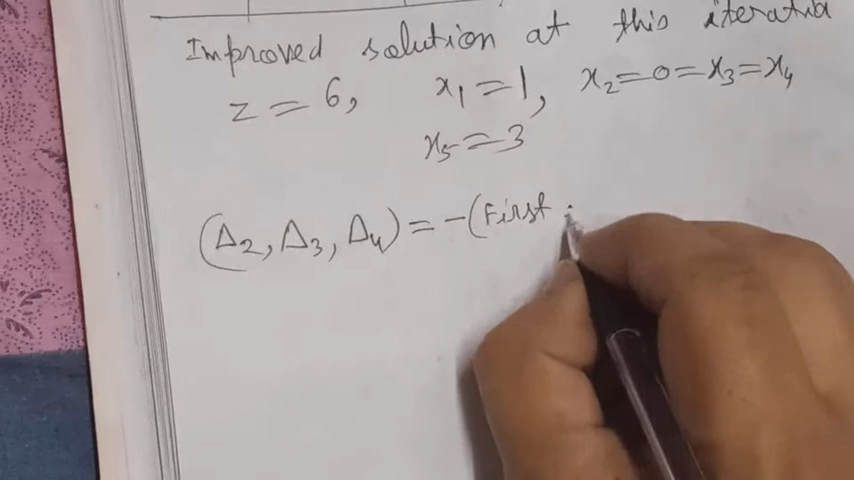 Improved solution at this iteration
z = 6, x₁ = 1, x₂ = 0 = x₃ = x₄
x₅ = 3
(Δ₂, Δ₃, Δ₄) = -(First